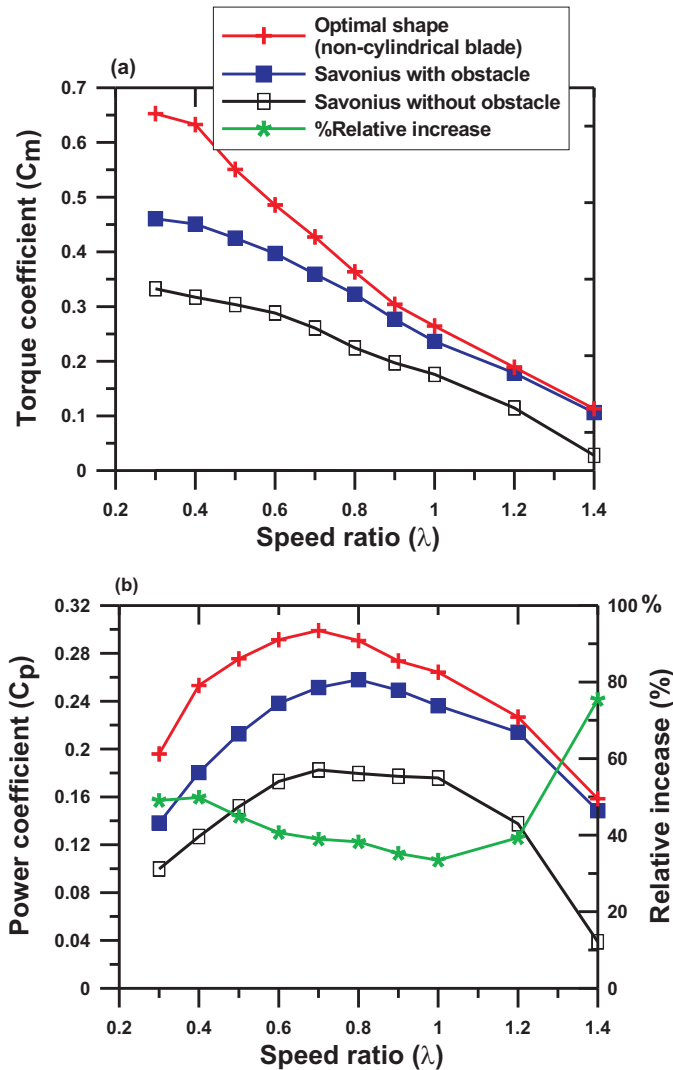 Optimal shape
(non-cylindrical blade)
Savonius with obstacle
Savonius without obstacle
%Relative increase
(a)
0.7
0.6
0.5
0.4
0.3
0.2
0.1
0
Torque coefficient (Cm)
0.2 0.4 0.6 0.8 1 1.2 1.4
Speed ratio (λ)
(b)
0.32
0.28
0.24
0.2
0.16
0.12
0.08
0.04
0
Power coefficient (Cp)
100 %
80
60
40
20
0
Relative incease (%)
0.2 0.4 0.6 0.8 1 1.2 1.4
Speed ratio (λ)